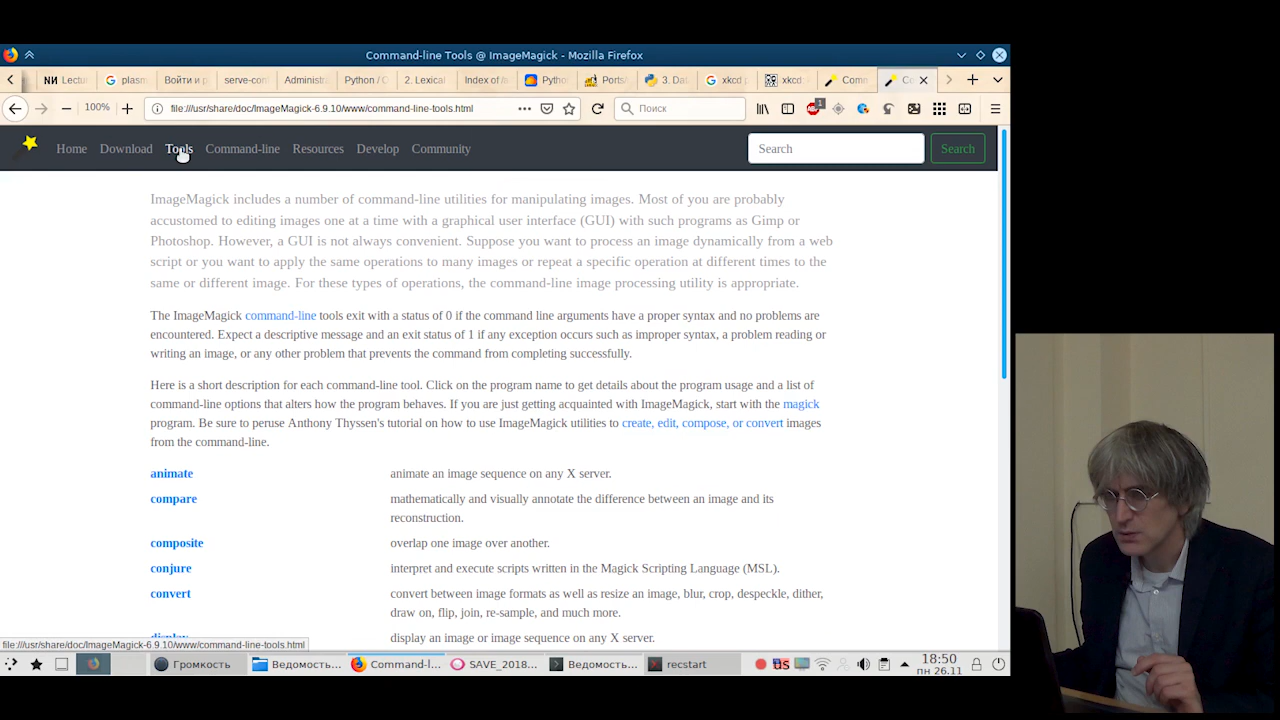 Command-line Tools @ ImageMagick - Mozilla Firefox
Lectu
plasm
Войти и р
serve-con
Administra
Python / C
2. Lexical
Index of /
Python
Ports/
3. Dat
xkcd p
xkcd
Comm
Co
100%
file:///usr/share/doc/ImageMagick-6.9.10/www/command-line-tools.html
Поиск
1
Home Download Tools Command-line Resources Develop Community
Search
Search
ImageMagick includes a number of command-line utilities for manipulating images. Most of you are probably
accustomed to editing images one at a time with a graphical user interface (GUI) with such programs as Gimp or
Photoshop. However, a GUI is not always convenient. Suppose you want to process an image dynamically from a web
script or you want to apply the same operations to many images or repeat a specific operation at different times to the
same or different image. For these types of operations, the command-line image processing utility is appropriate.
The ImageMagick command-line tools exit with a status of 0 if the command line arguments have a proper syntax and no problems are
encountered. Expect a descriptive message and an exit status of 1 if any exception occurs such as improper syntax, a problem reading or
writing an image, or any other problem that prevents the command from completing successfully.
Here is a short description for each command-line tool. Click on the program name to get details about the program usage and a list of
command-line options that alters how the program behaves. If you are just getting acquainted with ImageMagick, start with the magick
program. Be sure to peruse Anthony Thyssen's tutorial on how to use ImageMagick utilities to create, edit, compose, or convert images
from the command-line.
animate animate an image sequence on any X server.
compare mathematically and visually annotate the difference between an image and its
reconstruction.
composite overlap one image over another.
conjure interpret and execute scripts written in the Magick Scripting Language (MSL).
convert convert between image formats as well as resize an image, blur, crop, despeckle, dither,
draw on, flip, join, re-sample, and much more.
display display an image or image sequence on any X server.
file:///usr/share/doc/ImageMagick-6.9.10/www/command-line-tools.html
Громкость
Ведомость...
Command-l...
SAVE_2018...
Ведомость...
recstart
us
18:50
пн 26.11